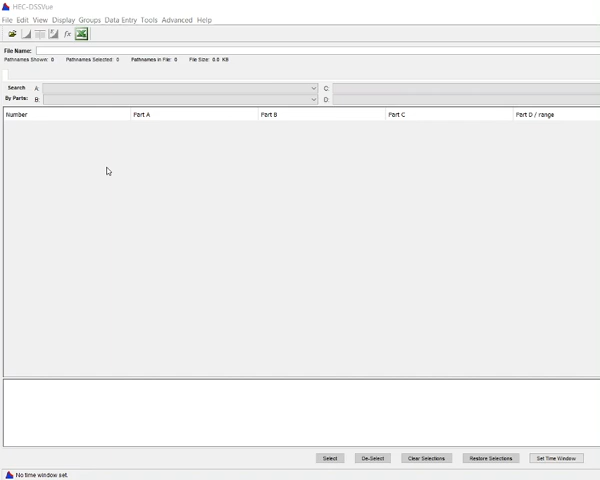 HEC-DSSVue
File Edit View Display Groups Data Entry Tools Advanced Help
fx
File Name:
Pathnames Shown: 0 Pathnames Selected: 0 Pathnames in File: 0 File Size: 0.0 KB
Search A: C:
By Parts: B: D:
Number Part A Part B Part C Part D / range
Select De-Select Clear Selections Restore Selections Set Time Window
No time window set.